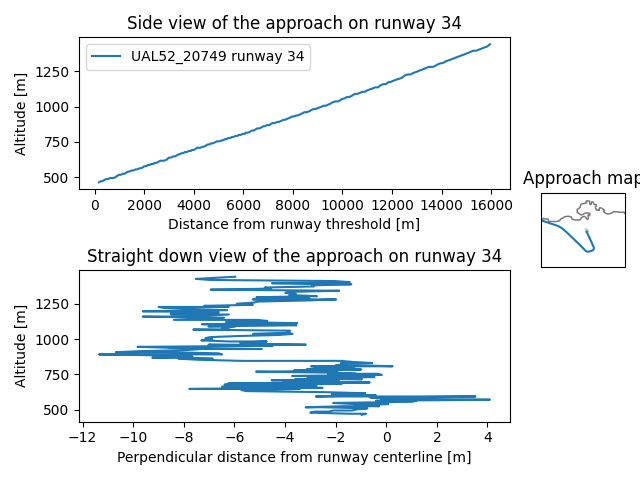 Side view of the approach on runway 34
UAL52_20749 runway 34
Altitude [m]
1250
1000
750
500
0 2000 4000 6000 8000 10000 12000 14000 16000
Distance from runway threshold [m]
Approach map
Straight down view of the approach on runway 34
Altitude [m]
1250
1000
750
500
−12 −10 −8 −6 −4 −2 0 2 4
Perpendicular distance from runway centerline [m]